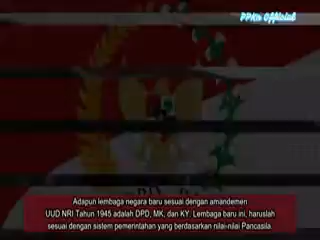 PPKn Official
Adapun lembaga negara baru sesuai dengan amandemen
UUD NRI Tahun 1945 adalah DPD, MK, dan KY. Lembaga baru ini, haruslah
sesuai dengan sistem pemerintahan yang berdasarkan nilai-nilai Pancasila.